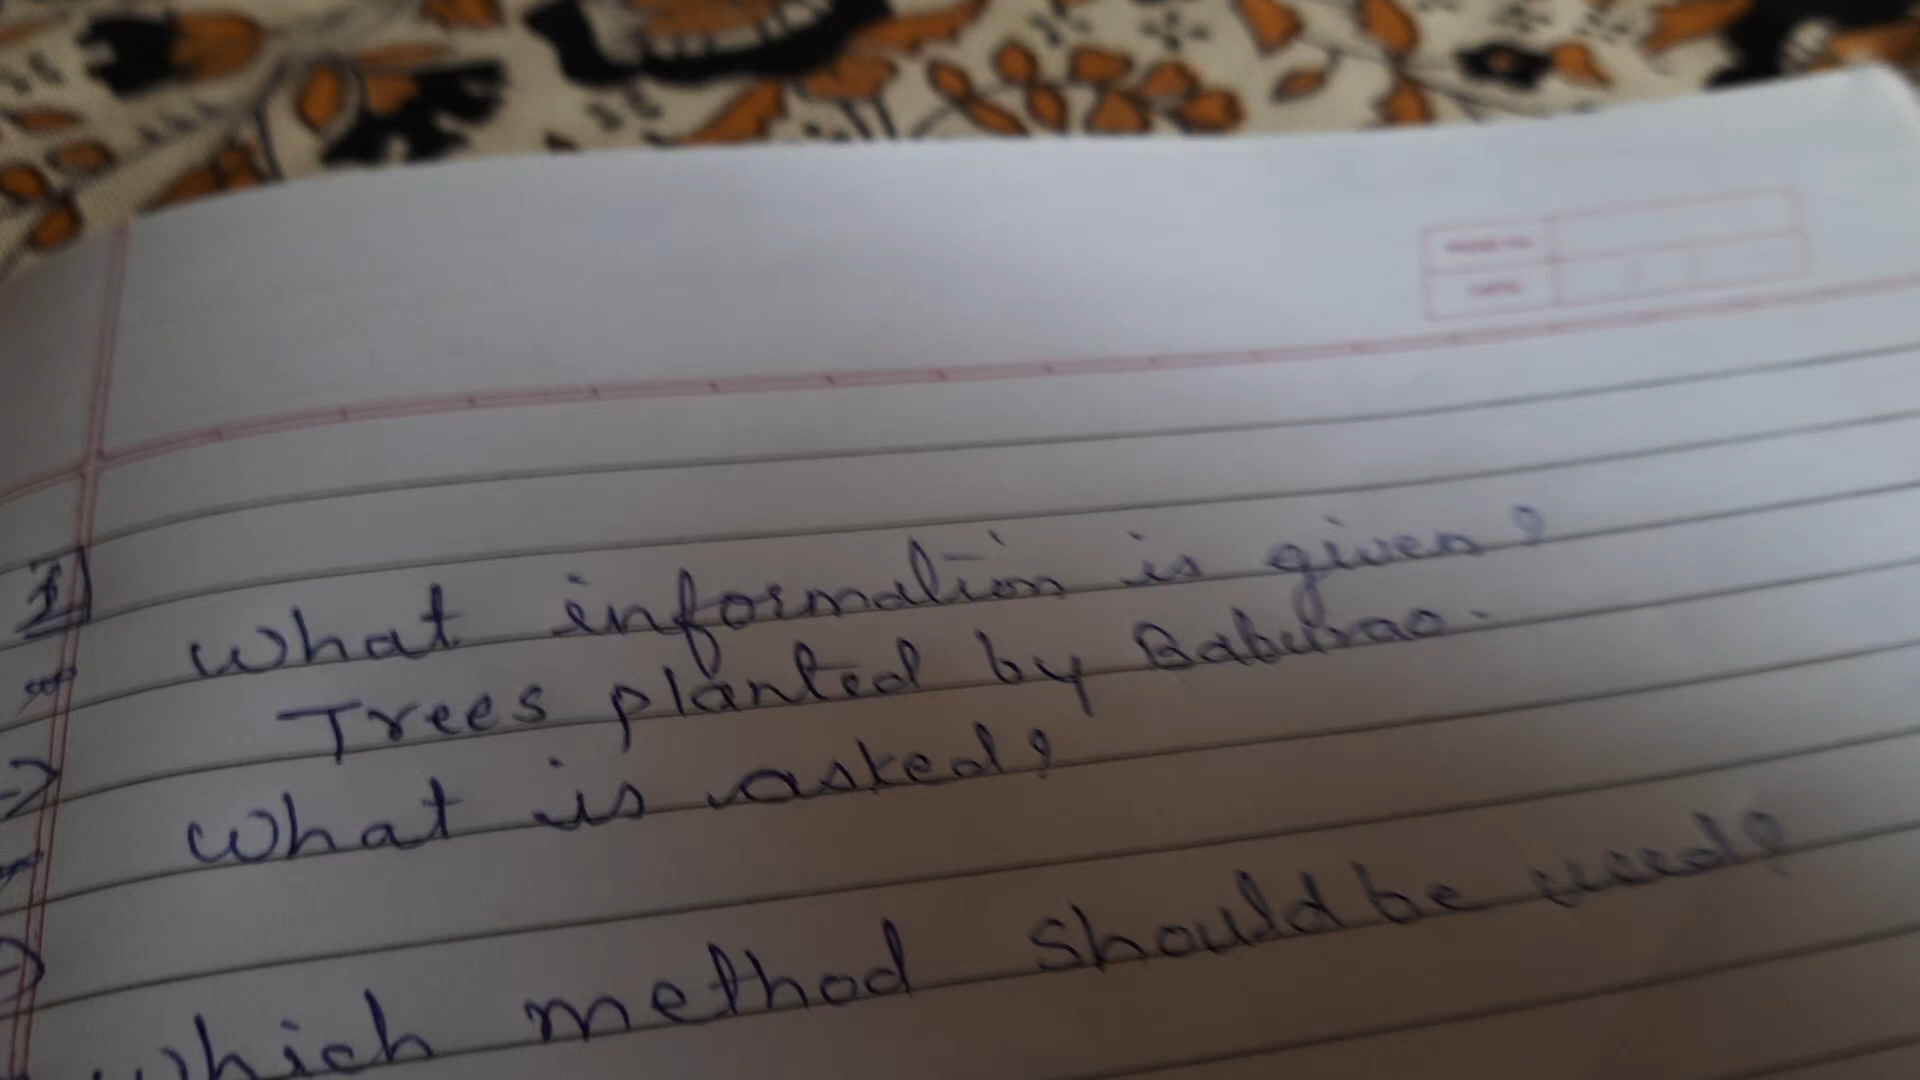 1]
What information is given?
Trees planted by Baburao.
What is asked?
Which method should be used?